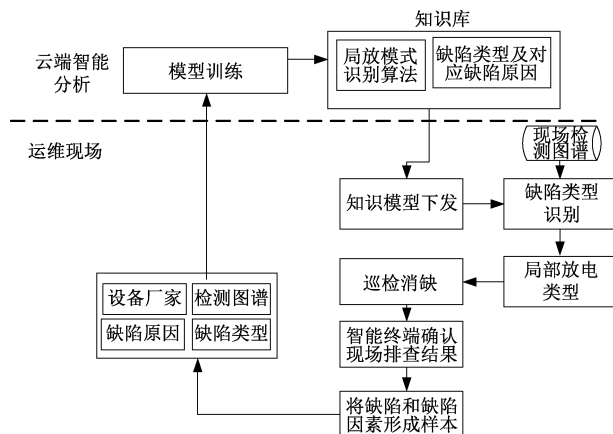 知识库
云端智能
分析
模型训练
局放模式
识别算法
缺陷类型及对
应缺陷原因
运维现场
现场检
测图谱
知识模型下发
缺陷类型
识别
局部放电
类型
巡检消缺
设备厂家
检测图谱
缺陷原因
缺陷类型
智能终端确认
现场排查结果
将缺陷和缺陷
因素形成样本